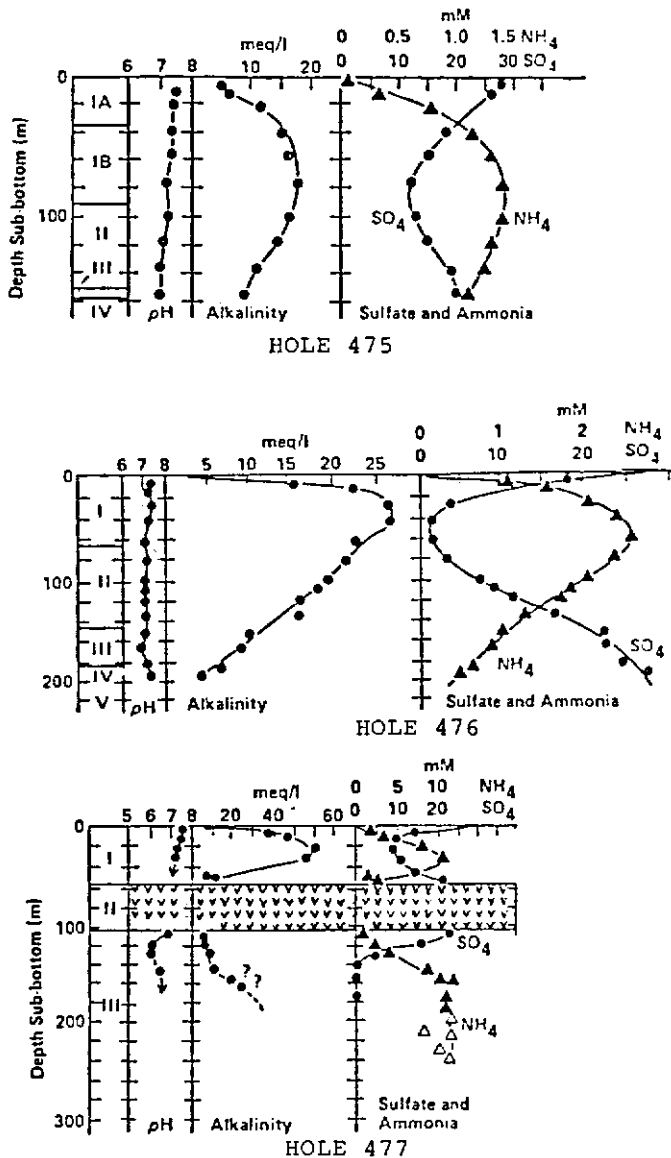 mM
meq/l 0 0.5 1.0 1.5 NH4
6 7 8 10 20 0 10 20 30 SO4
0
IA
IB
100
II
III
IV
Depth Sub-bottom (m)
SO4 NH4
pH Alkalinity Sulfate and Ammonia
HOLE 475
mM
meq/l 0 1 2 NH4
6 7 8 5 10 15 20 25 0 10 20 SO4
0
I
II
100
III
IV
200
V
SO4
NH4
pH Alkalinity Sulfate and Ammonia
HOLE 476
mM
meq/l 0 5 10 NH4
5 6 7 8 20 40 60 0 10 20 SO4
0
I
II
100
SO4
? ?
III
200
NH4
300
Depth Sub-bottom (m)
pH Alkalinity Sulfate and Ammonia
HOLE 477